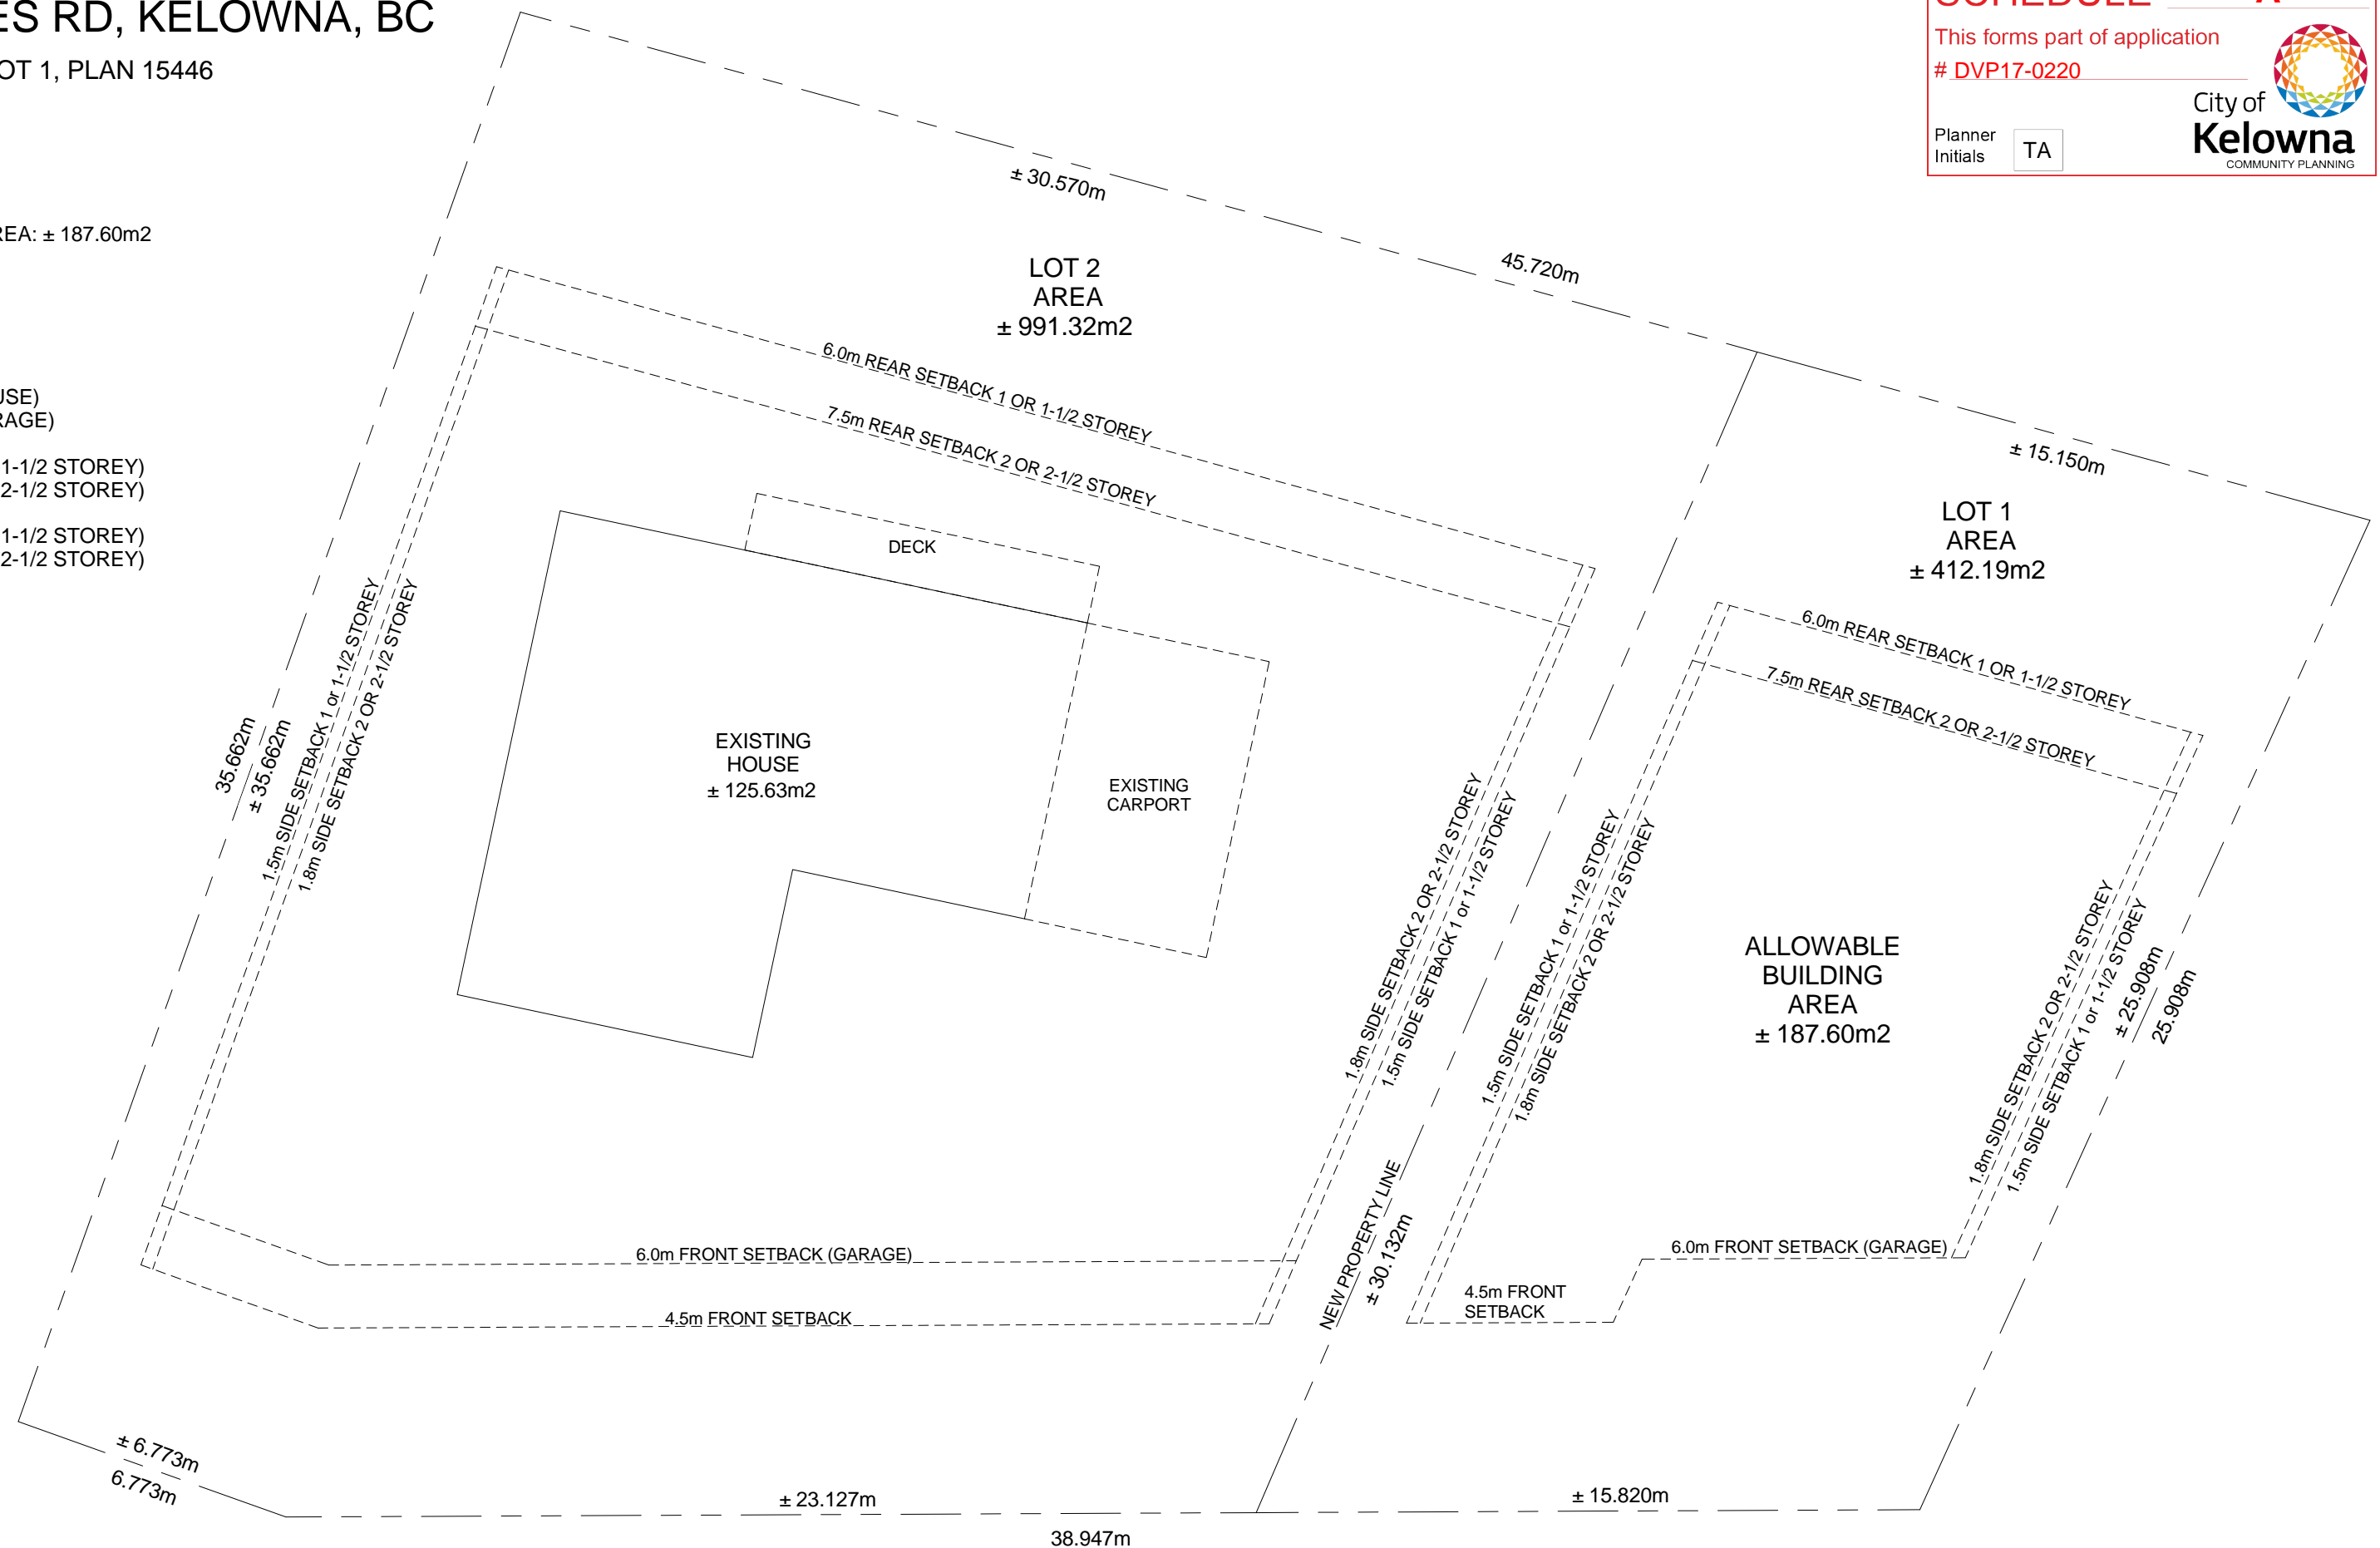 ES RD, KELOWNA, BC
OT 1, PLAN 15446
REA: ± 187.60m2
USE)
RAGE)
1-1/2 STOREY)
2-1/2 STOREY)
1-1/2 STOREY)
2-1/2 STOREY)
SCHEDULE A
This forms part of application
# DVP17-0220
City of
Kelowna
COMMUNITY PLANNING
Planner
Initials
TA
± 30.570m
45.720m
LOT 2
AREA
± 991.32m2
6.0m REAR SETBACK 1 OR 1-1/2 STOREY
7.5m REAR SETBACK 2 OR 2-1/2 STOREY
DECK
EXISTING
HOUSE
± 125.63m2
EXISTING
CARPORT
35.662m
± 35.662m
1.5m SIDE SETBACK 1 or 1-1/2 STOREY
1.8m SIDE SETBACK 2 OR 2-1/2 STOREY
1.8m SIDE SETBACK 2 OR 2-1/2 STOREY
1.5m SIDE SETBACK 1 or 1-1/2 STOREY
6.0m FRONT SETBACK (GARAGE)
4.5m FRONT SETBACK
NEW PROPERTY LINE
± 30.132m
± 15.150m
LOT 1
AREA
± 412.19m2
6.0m REAR SETBACK 1 OR 1-1/2 STOREY
7.5m REAR SETBACK 2 OR 2-1/2 STOREY
1.5m SIDE SETBACK 1 or 1-1/2 STOREY
1.8m SIDE SETBACK 2 OR 2-1/2 STOREY
ALLOWABLE
BUILDING
AREA
± 187.60m2
1.8m SIDE SETBACK 2 OR 2-1/2 STOREY
1.5m SIDE SETBACK 1 or 1-1/2 STOREY
± 25.908m
25.908m
6.0m FRONT SETBACK (GARAGE)
4.5m FRONT
SETBACK
± 6.773m
6.773m
± 23.127m
± 15.820m
38.947m